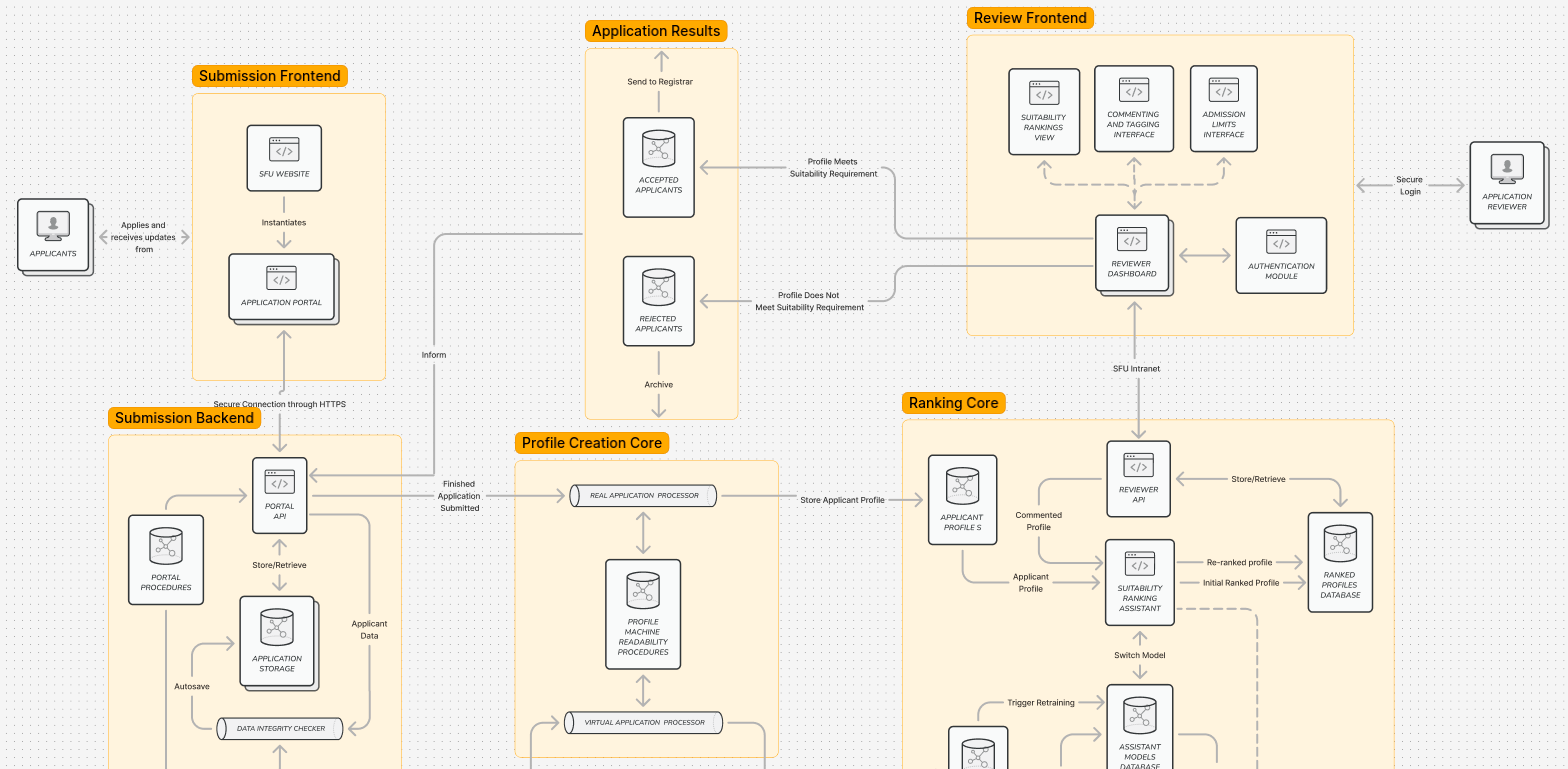 Submission Frontend
SFU WEBSITE
Instantiates
APPLICATION PORTAL
APPLICANTS
Applies and
receives updates
from
Secure Connection through HTTPS
Application Results
Send to Registrar
ACCEPTED
APPLICANTS
REJECTED
APPLICANTS
Archive
Profile Meets
Suitability Requirement
Profile Does Not
Meet Suitability Requirement
Inform
Review Frontend
SUITABILITY
RANKINGS
VIEW
COMMENTING
AND TAGGING
INTERFACE
ADMISSION
LIMITS
INTERFACE
REVIEWER
DASHBOARD
AUTHENTICATION
MODULE
Secure
Login
APPLICATION
REVIEWER
SFU Intranet
Submission Backend
PORTAL
API
PORTAL
PROCEDURES
Store/Retrieve
APPLICATION
STORAGE
Applicant
Data
Autosave
DATA INTEGRITY CHECKER
Finished
Application
Submitted
Profile Creation Core
REAL APPLICATION PROCESSOR
PROFILE
MACHINE
READABILITY
PROCEDURES
VIRTUAL APPLICATION PROCESSOR
Store Applicant Profile
Ranking Core
APPLICANT
PROFILE S
REVIEWER
API
Store/Retrieve
Commented
Profile
Applicant
Profile
SUITABILITY
RANKING
ASSISTANT
Re-ranked profile
Initial Ranked Profile
RANKED
PROFILES
DATABASE
Switch Model
Trigger Retraining
ASSISTANT
MODELS
DATABASE